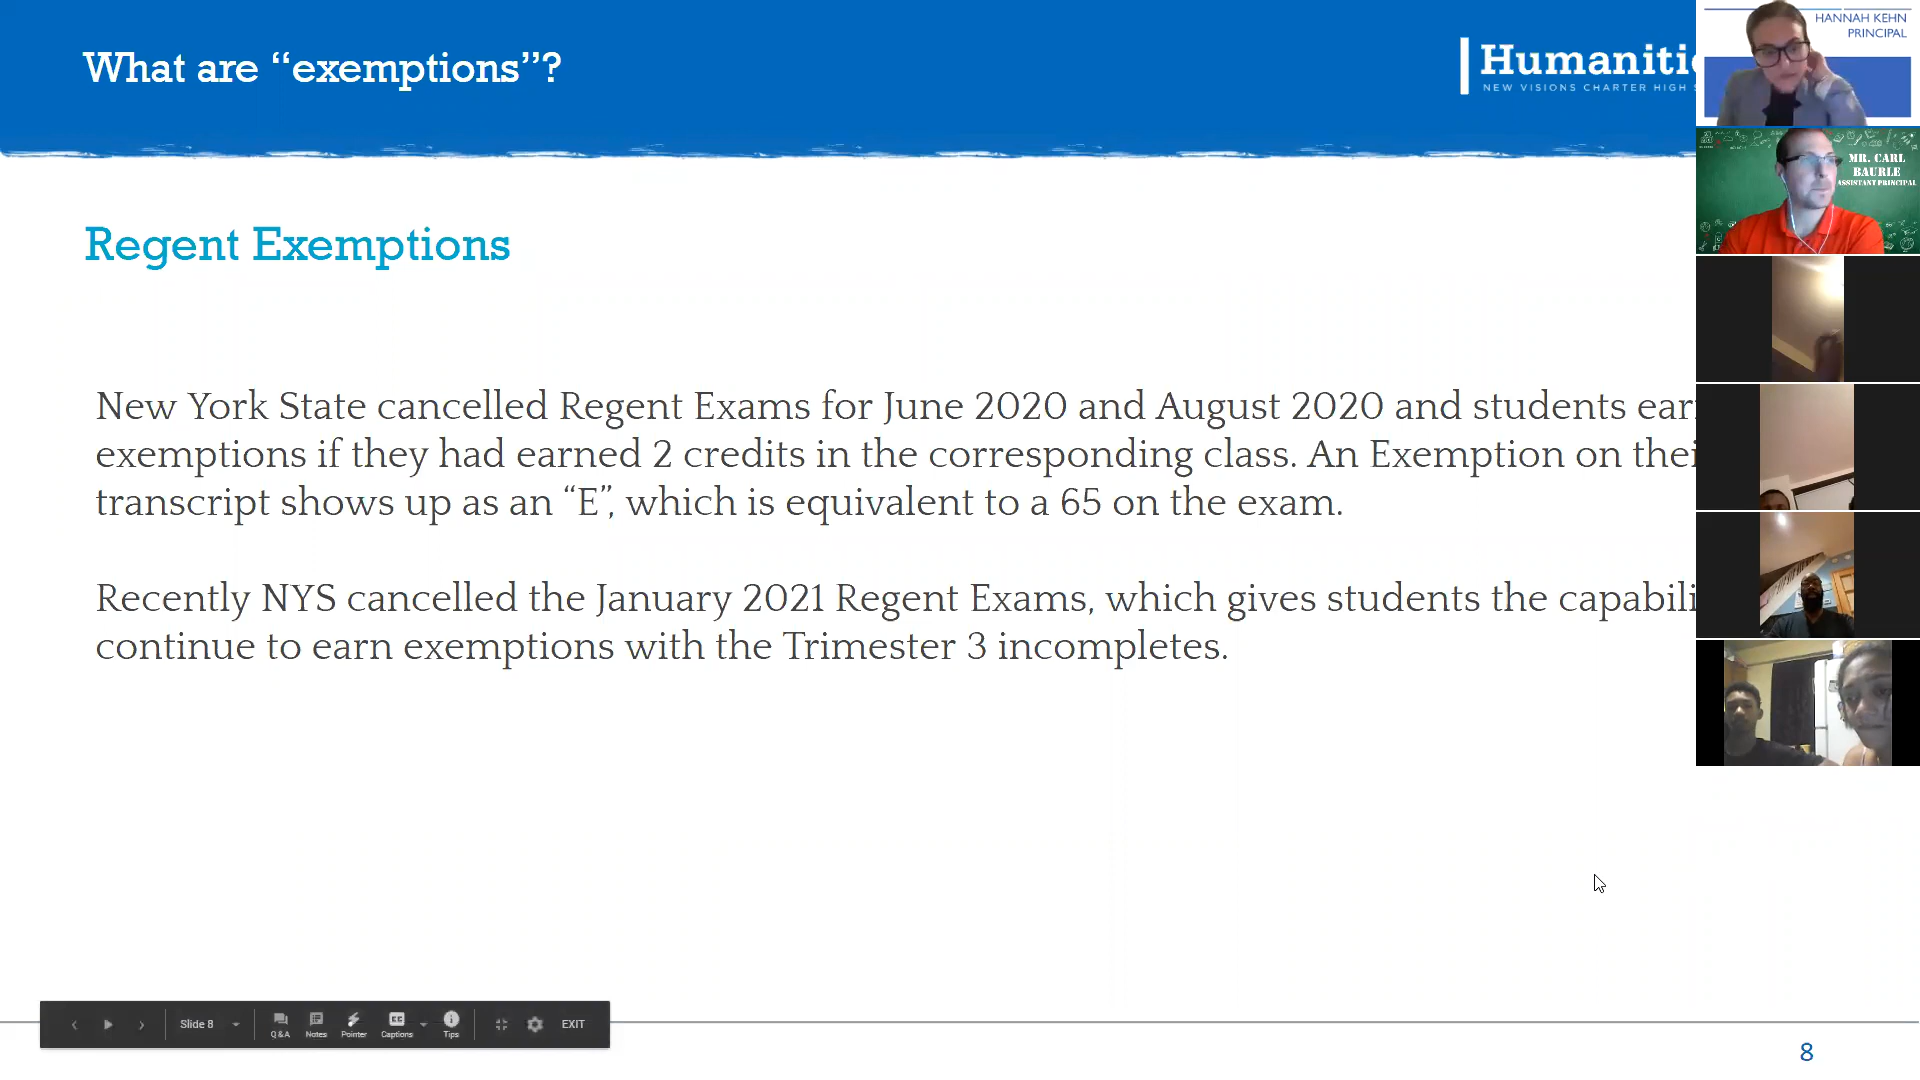 What are “exemptions”?
Humanitie
NEW VISIONS CHARTER HIGH
HANNAH KEHN
PRINCIPAL
MR. CARL
BAURLE
ASSISTANT PRINCIPAL
Regent Exemptions
New York State cancelled Regent Exams for June 2020 and August 2020 and students ear
exemptions if they had earned 2 credits in the corresponding class. An Exemption on thei
transcript shows up as an “E”, which is equivalent to a 65 on the exam.
Recently NYS cancelled the January 2021 Regent Exams, which gives students the capabili
continue to earn exemptions with the Trimester 3 incompletes.
Slide 8
Q&A Notes Pointer Captions Tips
EXIT
8